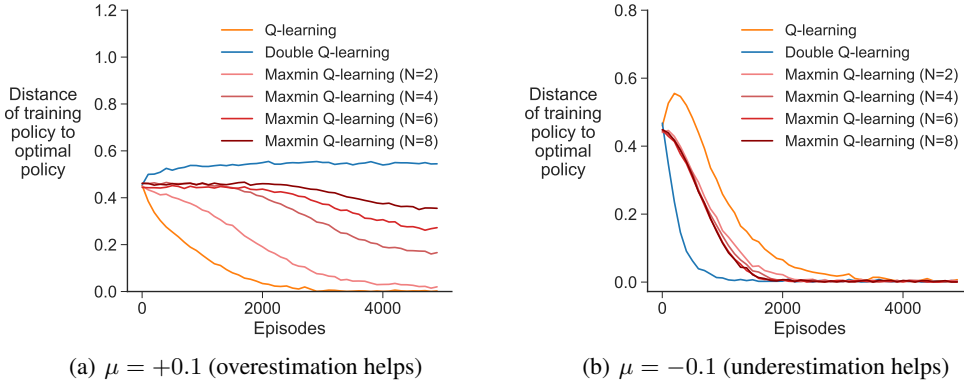 1.2
1.0
0.8
0.6
0.4
0.2
0.0
Distance
of training
policy to
optimal
policy
Q-learning
Double Q-learning
Maxmin Q-learning (N=2)
Maxmin Q-learning (N=4)
Maxmin Q-learning (N=6)
Maxmin Q-learning (N=8)
0 2000 4000
Episodes
(a) μ = +0.1 (overestimation helps)
0.8
0.6
0.4
0.2
0.0
Distance
of training
policy to
optimal
policy
Q-learning
Double Q-learning
Maxmin Q-learning (N=2)
Maxmin Q-learning (N=4)
Maxmin Q-learning (N=6)
Maxmin Q-learning (N=8)
0 2000 4000
Episodes
(b) μ = −0.1 (underestimation helps)